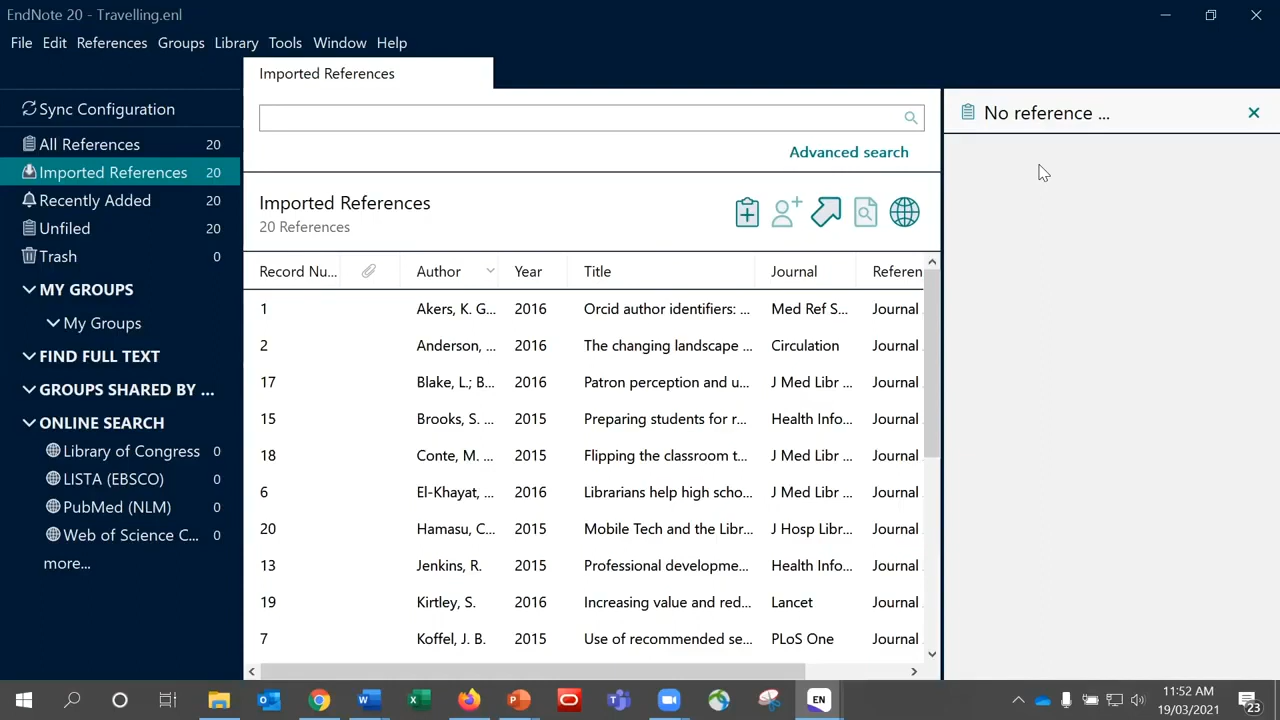 EndNote 20 - Travelling.enl
File Edit References Groups Library Tools Window Help
Imported References
Sync Configuration
All References 20
Imported References 20
Recently Added 20
Unfiled 20
Trash 0
MY GROUPS
My Groups
FIND FULL TEXT
GROUPS SHARED BY ...
ONLINE SEARCH
Library of Congress 0
LISTA (EBSCO) 0
PubMed (NLM) 0
Web of Science C... 0
more...
Advanced search
Imported References
20 References
Record Nu... Author Year Title Journal Referen
1 Akers, K. G... 2016 Orcid author identifiers: ... Med Ref S... Journal
2 Anderson, ... 2016 The changing landscape ... Circulation Journal
17 Blake, L.; B... 2016 Patron perception and u... J Med Libr ... Journal
15 Brooks, S. ... 2015 Preparing students for r... Health Info... Journal
18 Conte, M. ... 2015 Flipping the classroom t... J Med Libr ... Journal
6 El-Khayat, ... 2016 Librarians help high scho... J Med Libr ... Journal
20 Hamasu, C... 2015 Mobile Tech and the Libr... J Hosp Libr... Journal
13 Jenkins, R. 2015 Professional developme... Health Info... Journal
19 Kirtley, S. 2016 Increasing value and red... Lancet Journal
7 Koffel, J. B. 2015 Use of recommended se... PLoS One Journal
No reference ...
EN
11:52 AM
19/03/2021
23